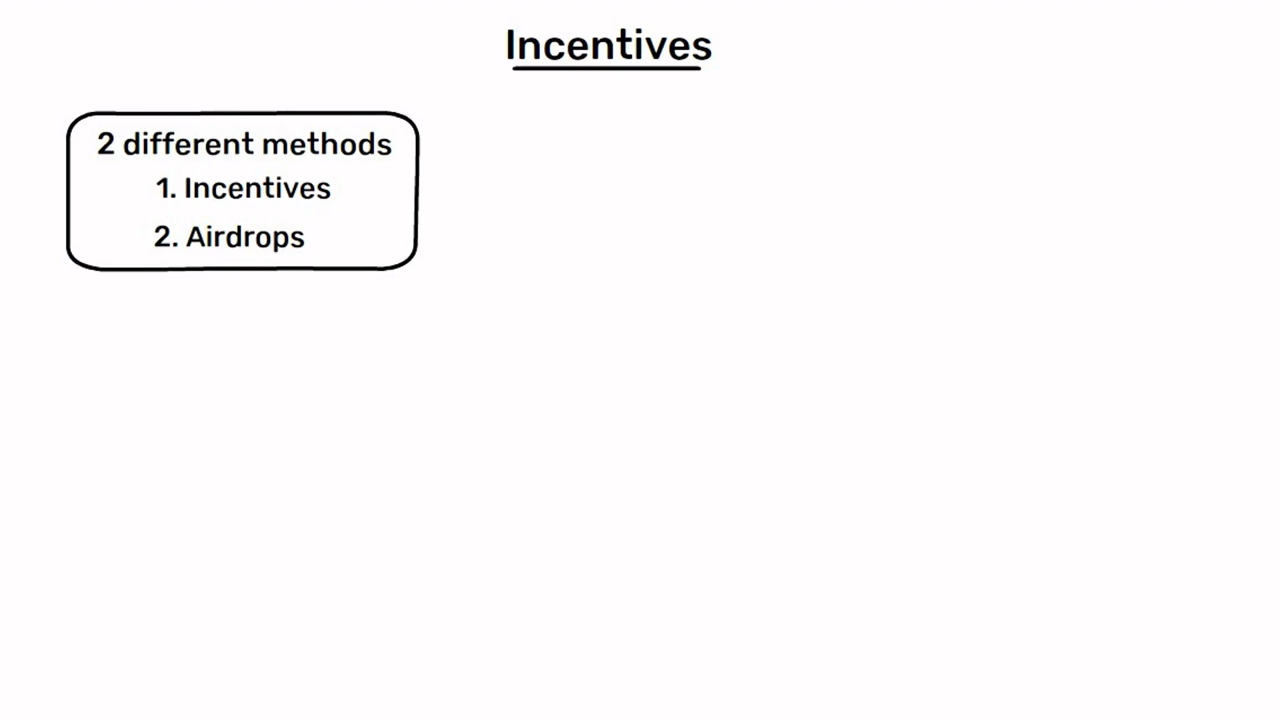 Incentives
2 different methods
1. Incentives
2. Airdrops